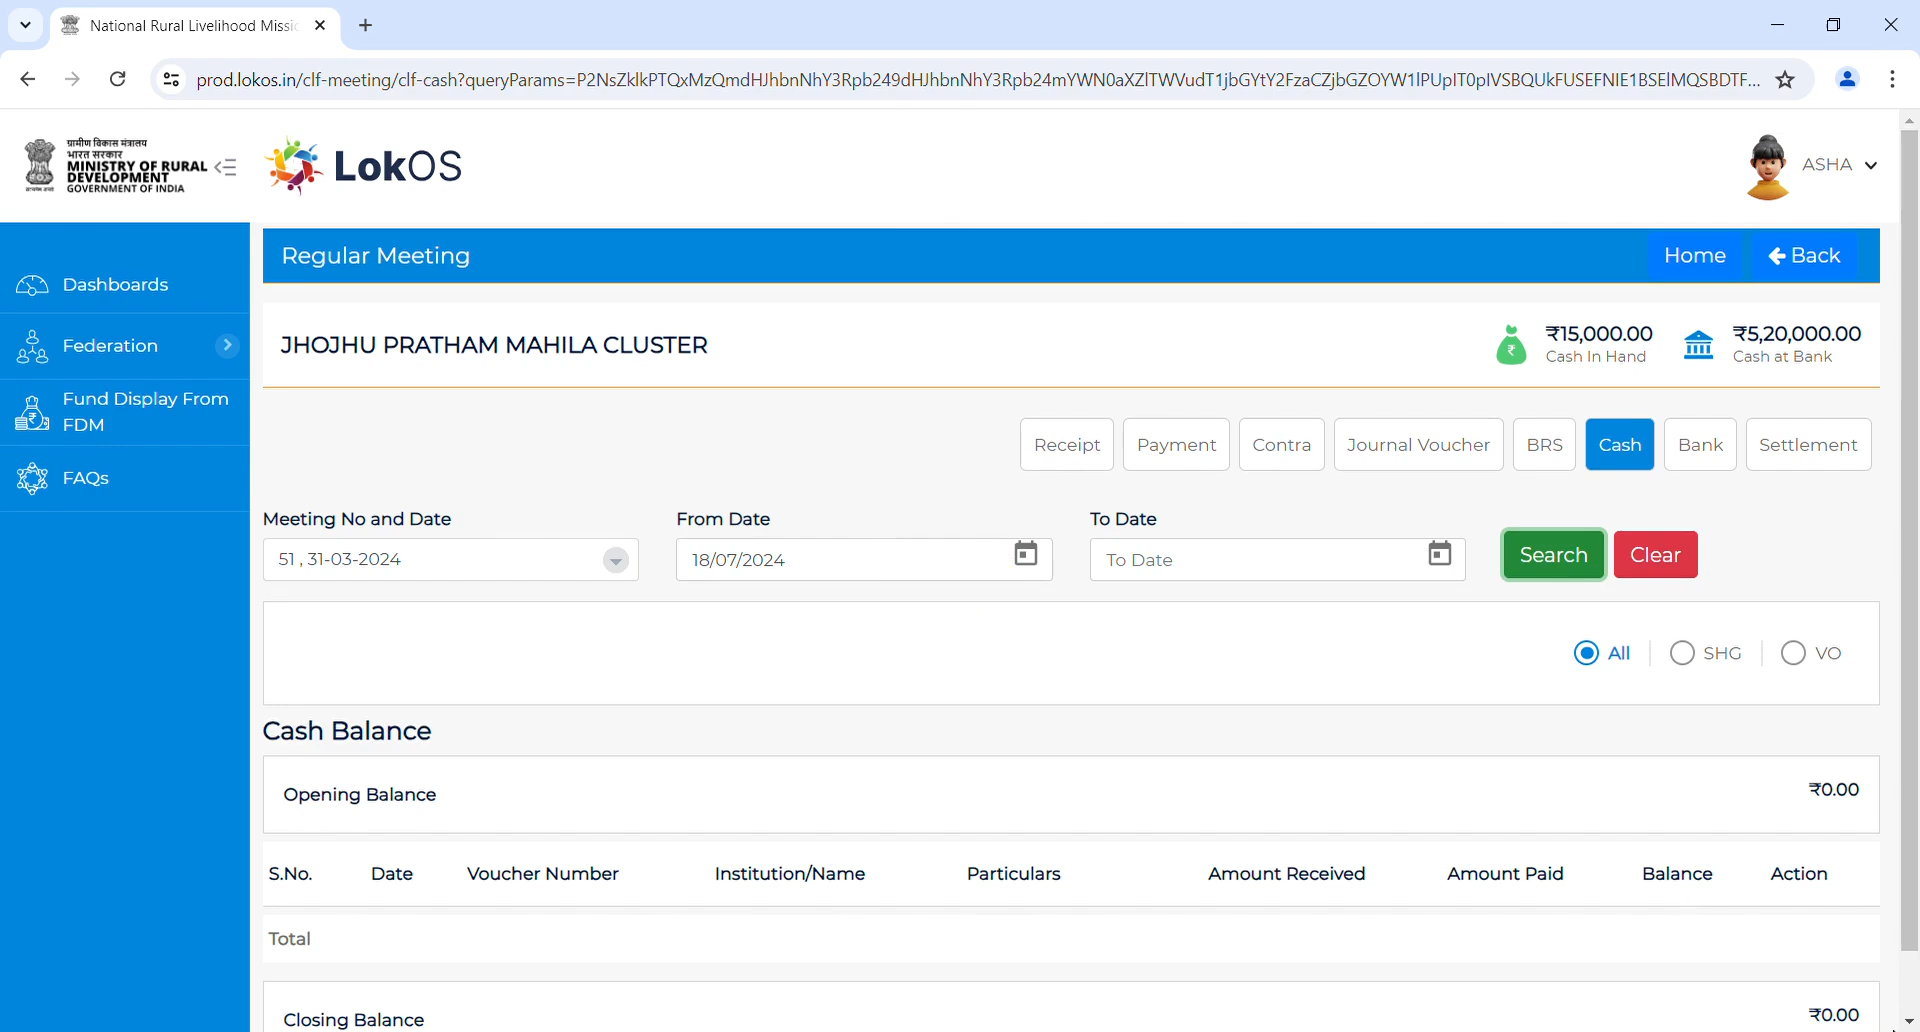 National Rural Livelihood Missic
prod.lokos.in/clf-meeting/clf-cash?queryParams=P2NsZklkPTQxMzQmdHJhbnNhY3Rpb249dHJhbnNhY3Rpb24mYWN0aXZlTWVudT1jbGYtY2FzaCZjbGZOYW1lPUpIT0pIVSBQUkFUSEFNIE1BSElMQSBDTF...
ग्रामीण विकास मंत्रालय
भारत सरकार
MINISTRY OF RURAL
DEVELOPMENT
GOVERNMENT OF INDIA
LokOS
ASHA
Dashboards
Federation
Fund Display From
FDM
FAQs
Regular Meeting
Home
Back
JHOJHU PRATHAM MAHILA CLUSTER
₹15,000.00
Cash In Hand
₹5,20,000.00
Cash at Bank
Receipt
Payment
Contra
Journal Voucher
BRS
Cash
Bank
Settlement
Meeting No and Date
From Date
To Date
51 , 31-03-2024
18/07/2024
To Date
Search
Clear
All
SHG
VO
Cash Balance
Opening Balance
₹0.00
S.No. Date Voucher Number Institution/Name Particulars Amount Received Amount Paid Balance Action
Total
Closing Balance
₹0.00